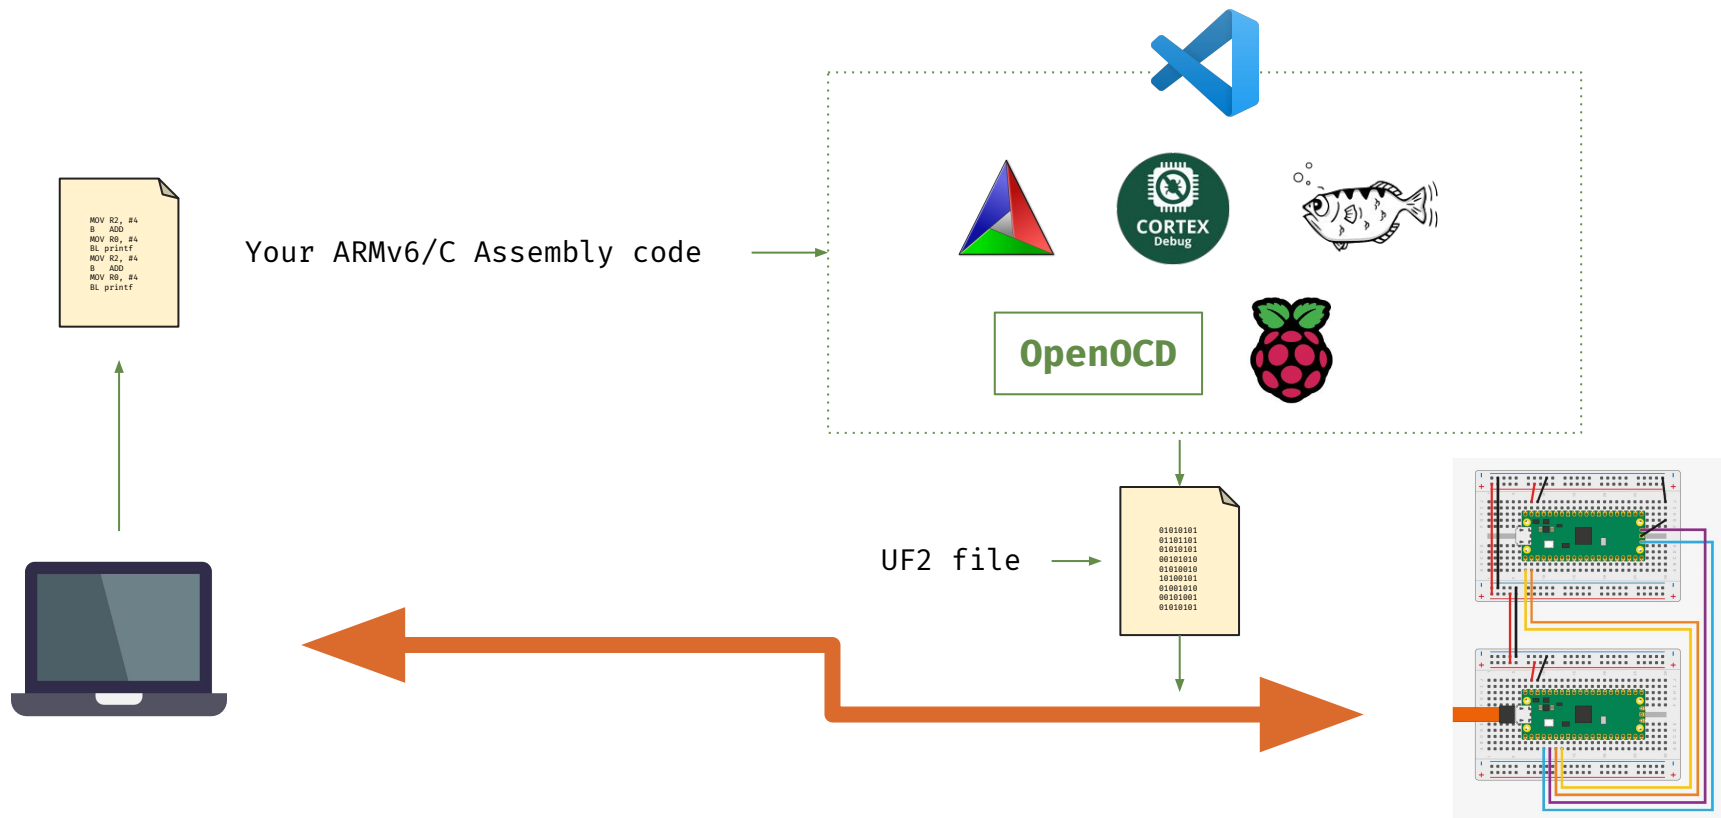 MOV R2, #4
B   ADD
MOV R0, #4
BL printf
MOV R2, #4
B   ADD
MOV R0, #4
BL printf
Your ARMv6/C Assembly code
CORTEX
Debug
OpenOCD
UF2 file
01010101
01101101
01010101
00101010
01010010
10100101
01001010
00101001
01010101